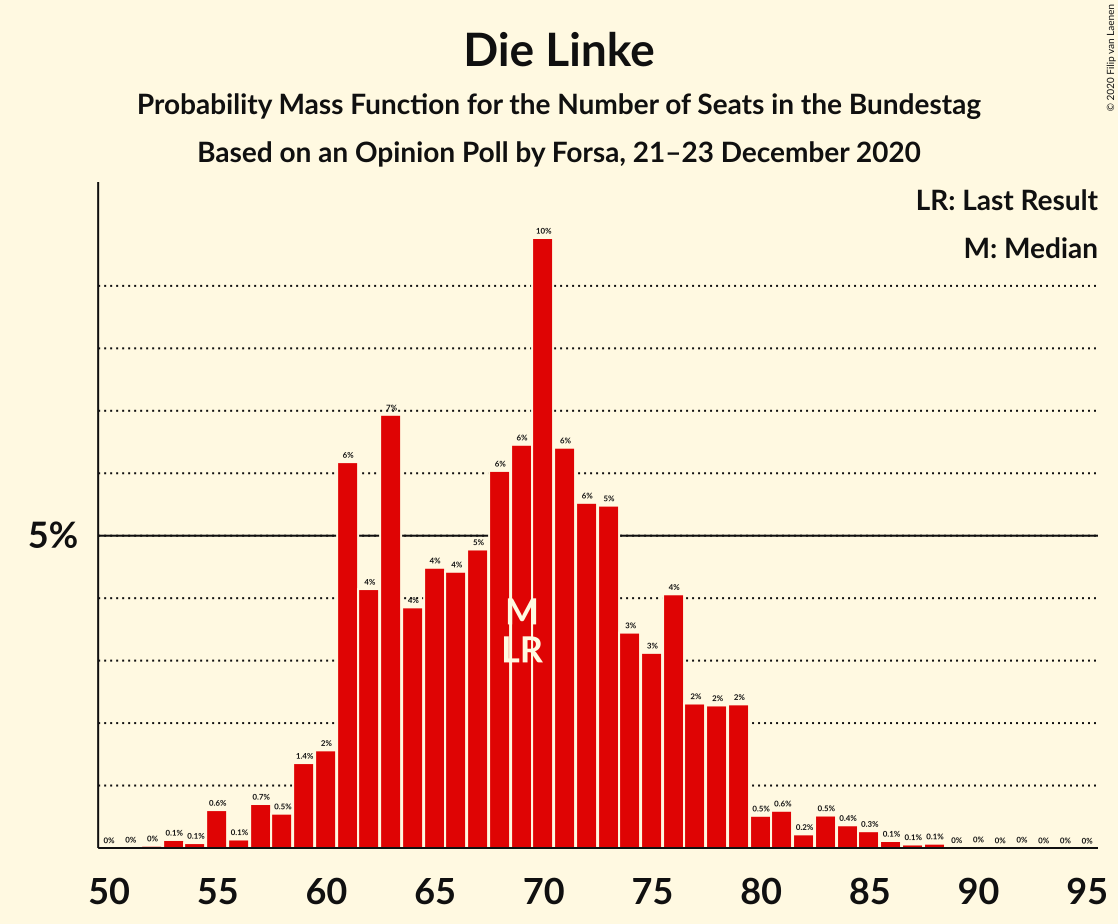 © 2020 Filip van Laenen
Die Linke
Probability Mass Function for the Number of Seats in the Bundestag
Based on an Opinion Poll by Forsa, 21–23 December 2020
LR: Last Result
M: Median
5%
0% 0% 0% 0.1% 0.1% 0.6% 0.1% 0.7% 0.5% 1.4% 2% 6% 4% 7% 4% 4% 4% 5% 6% 6% 10% 6% 6% 5% 3% 3% 4% 2% 2% 2% 0.5% 0.6% 0.2% 0.5% 0.4% 0.3% 0.1% 0.1% 0.1% 0% 0% 0% 0% 0% 0% 0%
M
LR
50 55 60 65 70 75 80 85 90 95